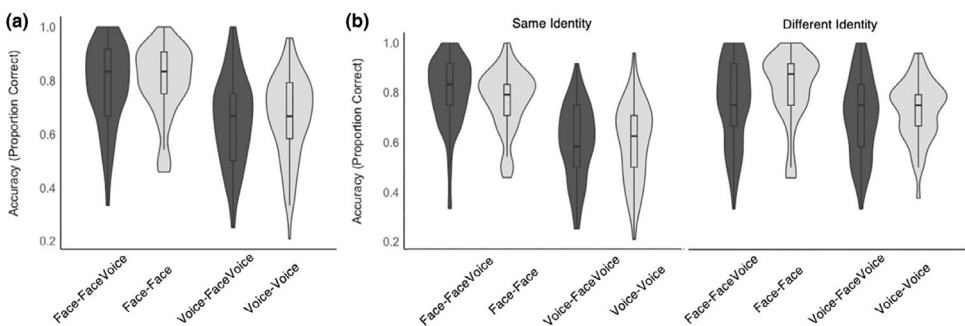 (a)
Accuracy (Proportion Correct)
1.0
0.8
0.6
0.4
0.2
Face-FaceVoice
Face-Face
Voice-FaceVoice
Voice-Voice
(b)
Same Identity
Different Identity
Accuracy (Proportion Correct)
1.0
0.8
0.6
0.4
0.2
Face-FaceVoice
Face-Face
Voice-FaceVoice
Voice-Voice
Face-FaceVoice
Face-Face
Voice-FaceVoice
Voice-Voice